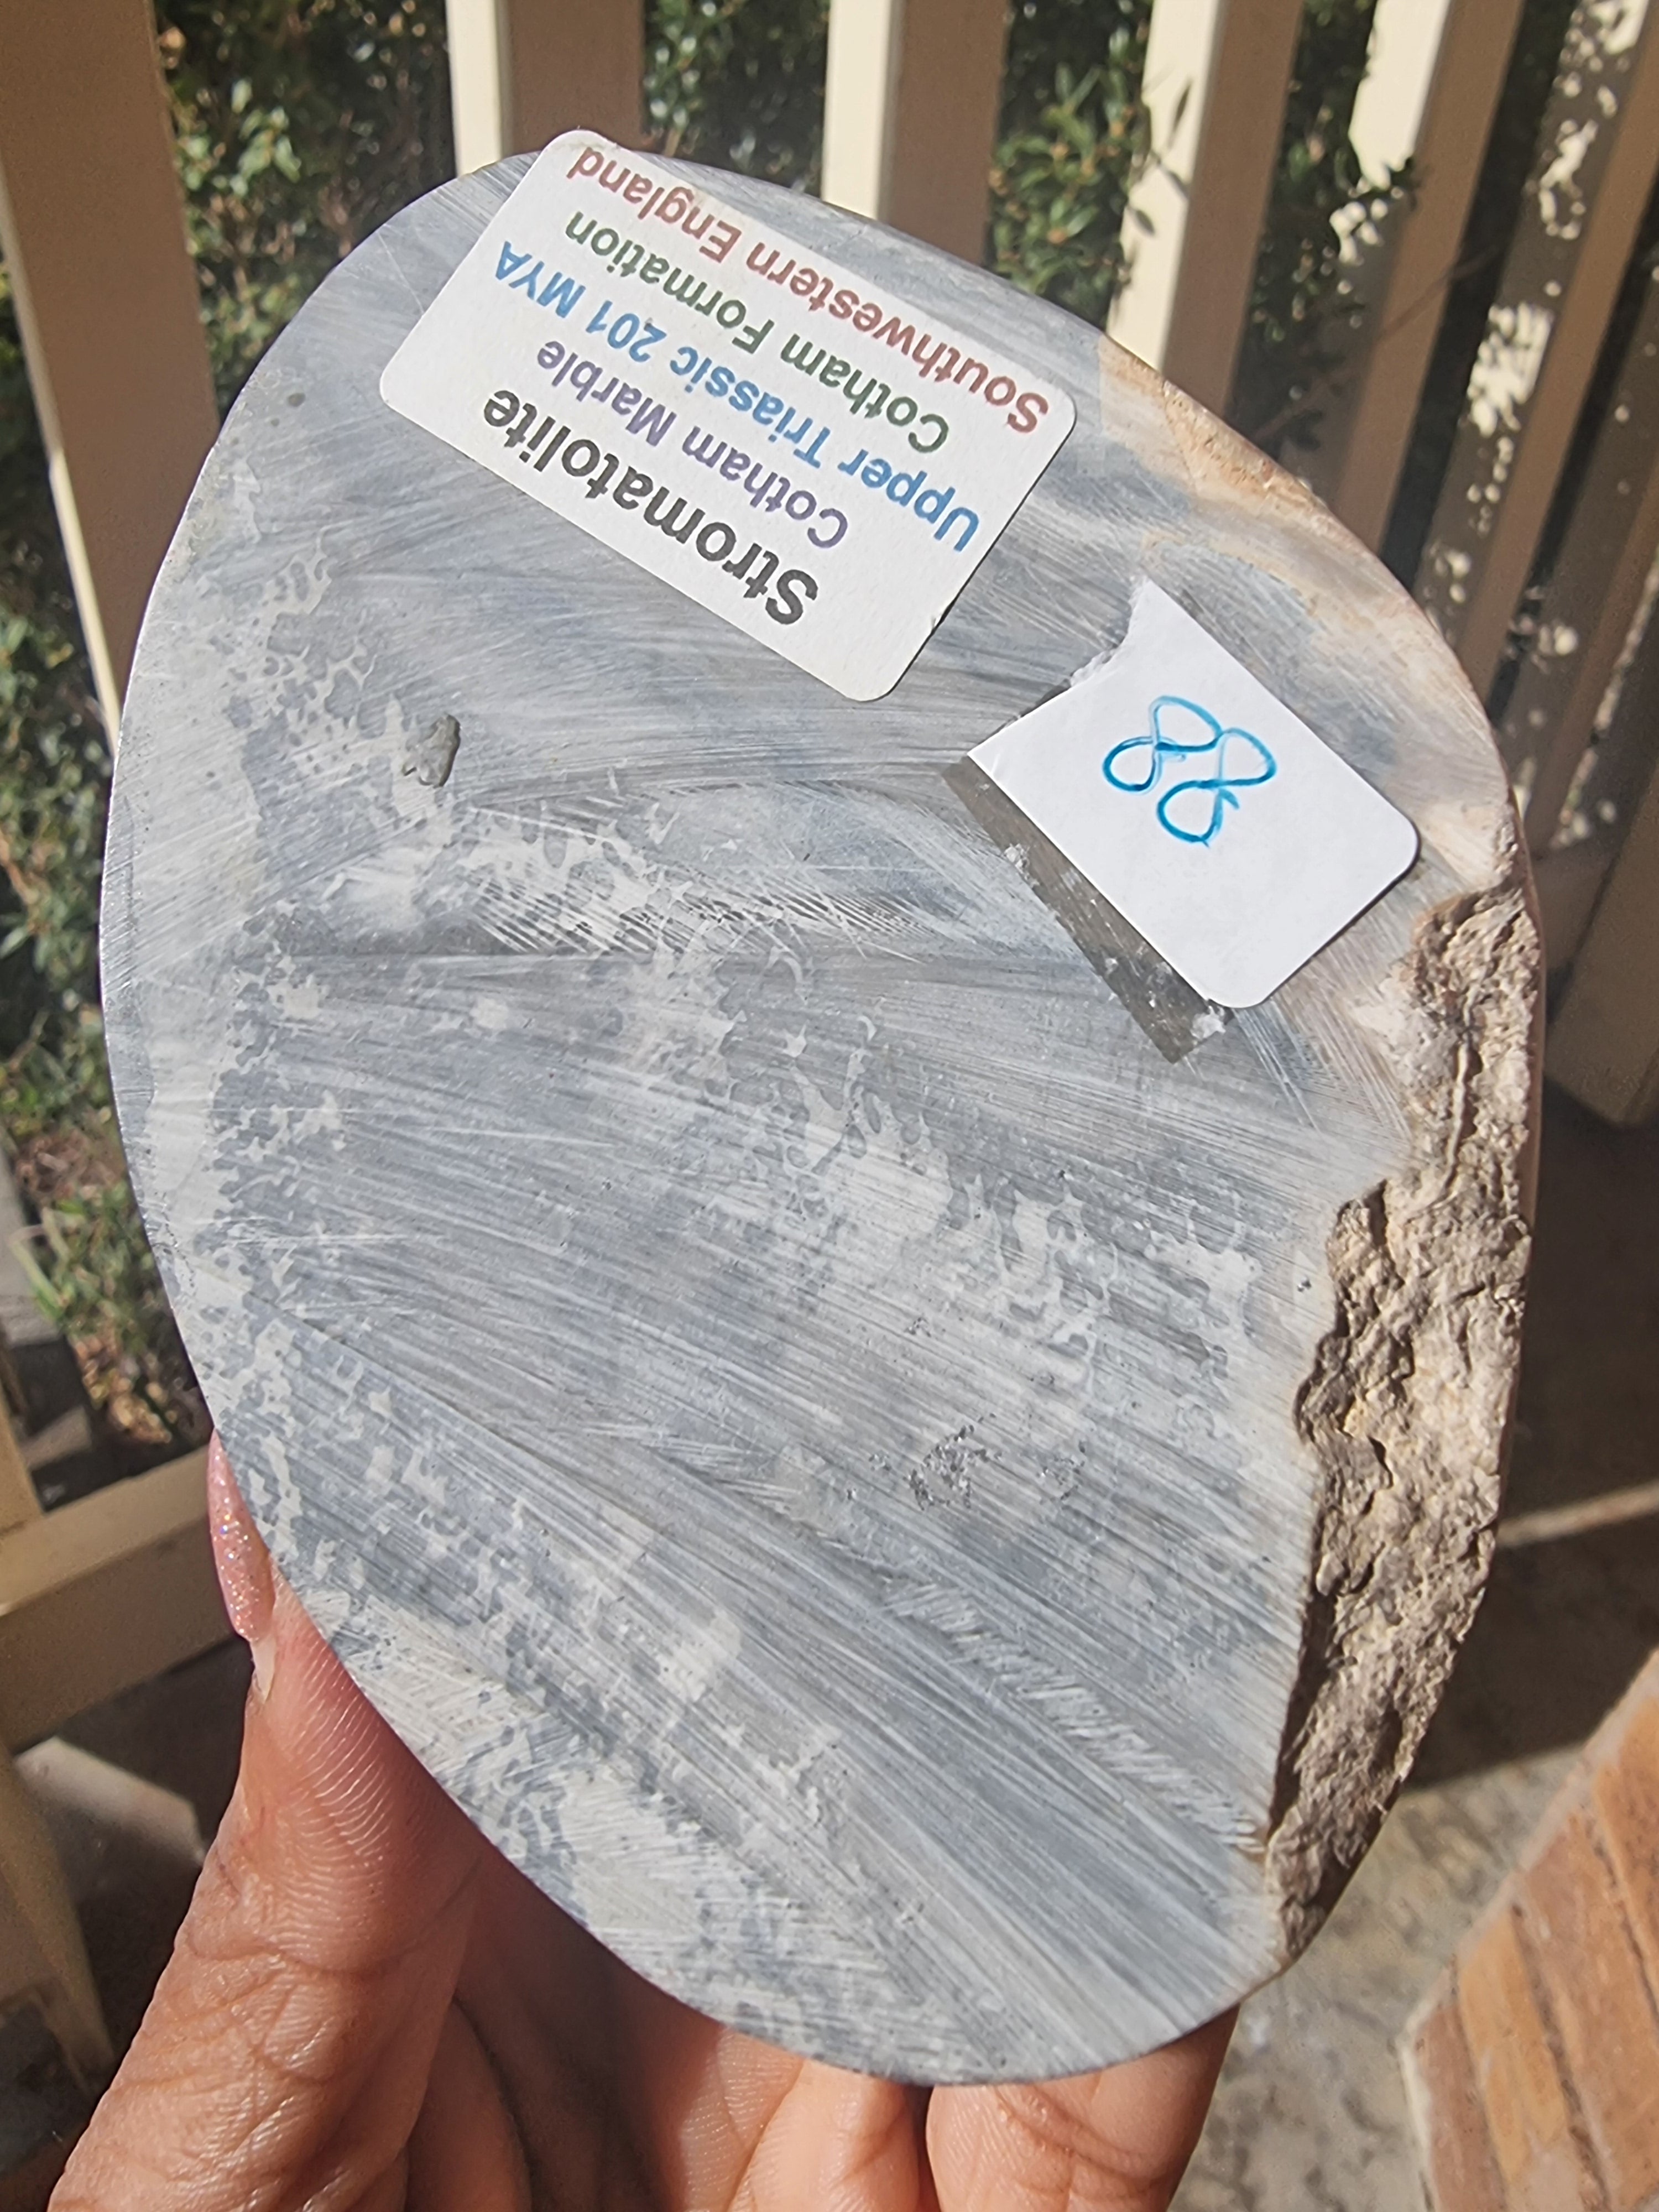 Stromatolite
Cotham Marble
Upper Triassic 201 MYA
Cotham Formation
Southwestern England
88